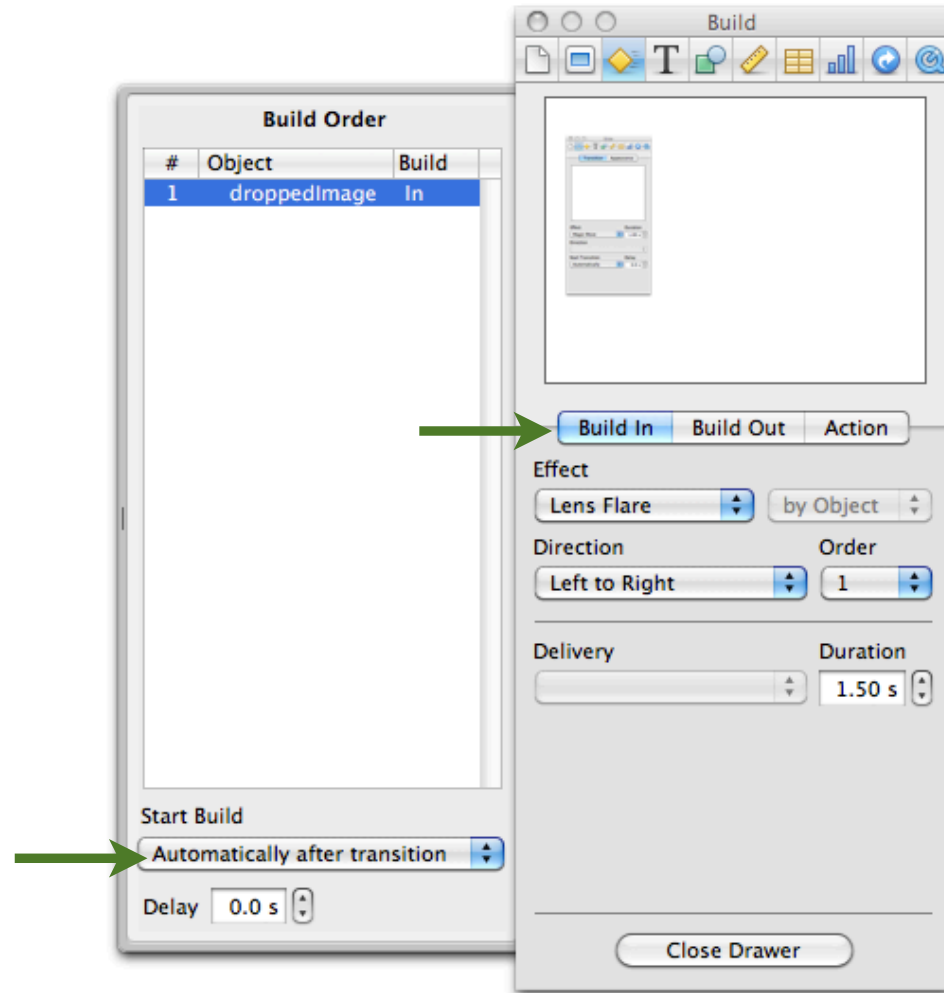 Build
Build Order
# Object Build
1 droppedImage In
Start Build
Automatically after transition
Delay 0.0 s
T
Build In Build Out Action
Effect
Lens Flare by Object
Direction Order
Left to Right 1
Delivery Duration
1.50 s
Close Drawer